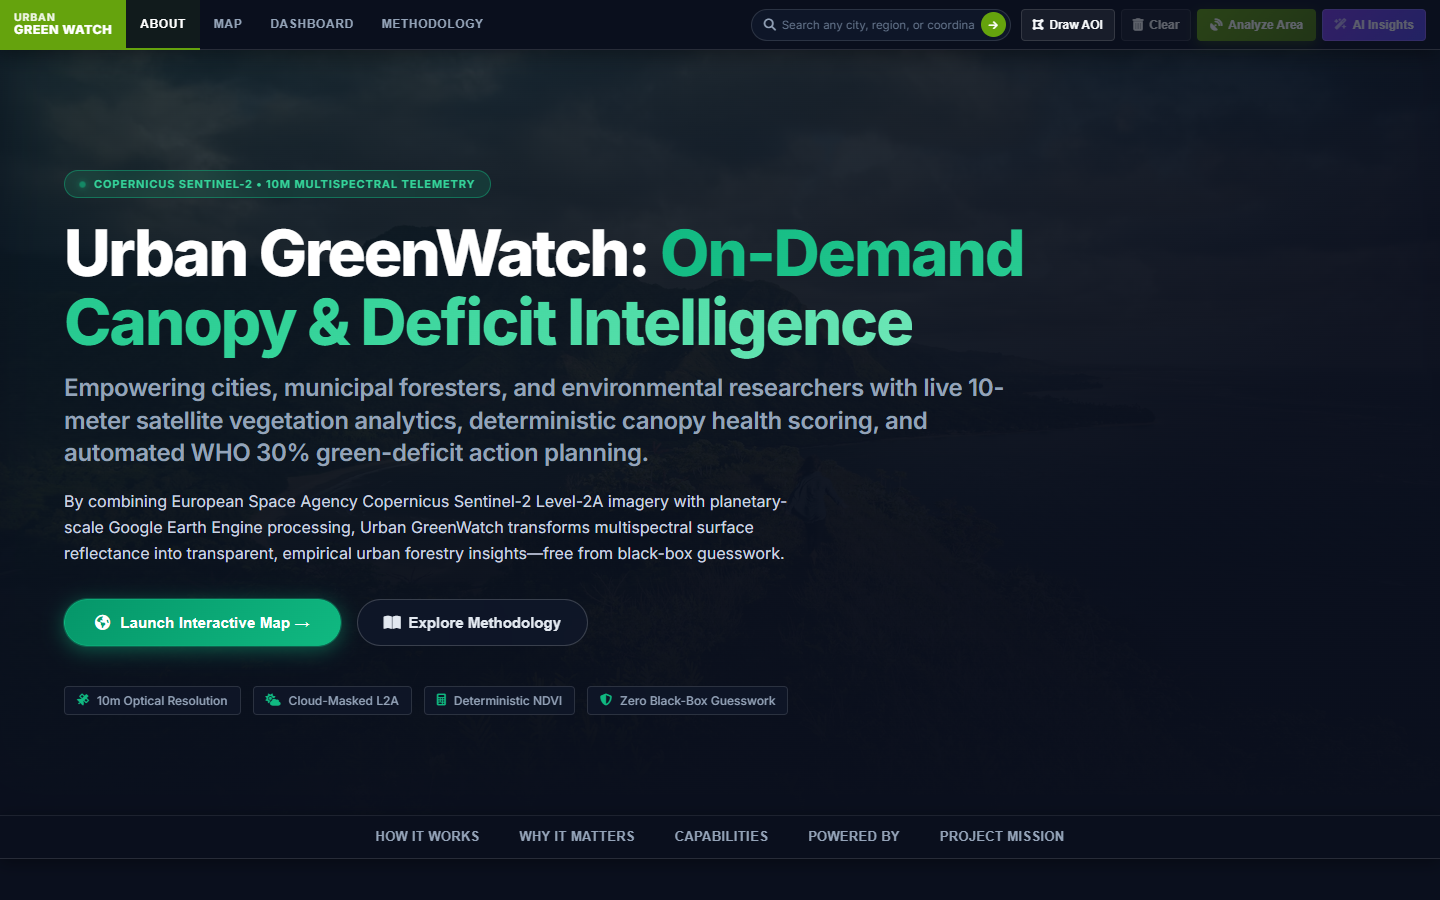 URBAN
GREEN WATCH
ABOUT
MAP
DASHBOARD
METHODOLOGY
Search any city, region, or coordina
Draw AOI
Clear
Analyze Area
AI Insights
COPERNICUS SENTINEL-2 • 10M MULTISPECTRAL TELEMETRY
Urban GreenWatch: On-Demand
Canopy & Deficit Intelligence
Empowering cities, municipal foresters, and environmental researchers with live 10-
meter satellite vegetation analytics, deterministic canopy health scoring, and
automated WHO 30% green-deficit action planning.
By combining European Space Agency Copernicus Sentinel-2 Level-2A imagery with planetary-
scale Google Earth Engine processing, Urban GreenWatch transforms multispectral surface
reflectance into transparent, empirical urban forestry insights—free from black-box guesswork.
Launch Interactive Map →
Explore Methodology
10m Optical Resolution
Cloud-Masked L2A
Deterministic NDVI
Zero Black-Box Guesswork
HOW IT WORKS
WHY IT MATTERS
CAPABILITIES
POWERED BY
PROJECT MISSION